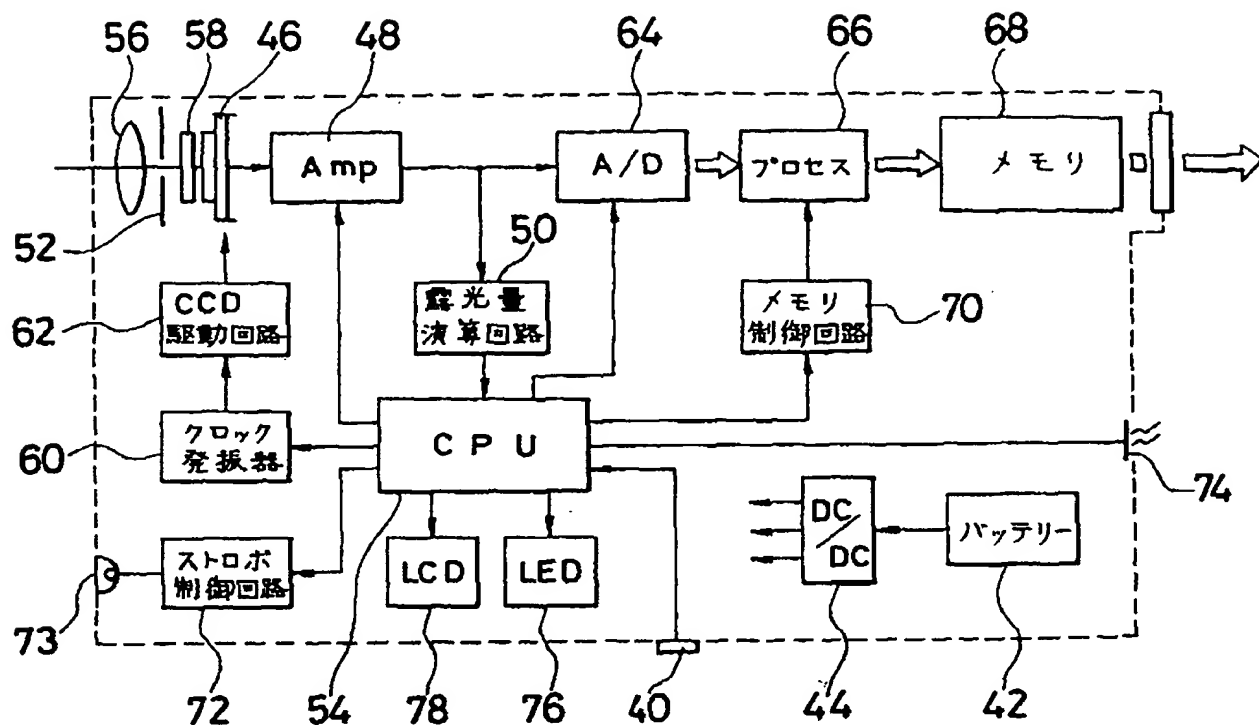 56 58 46 48 64 66 68
Amp
A/D
プロセス
メモリ
52
50
CCD
駆動回路
62
露光量
演算回路
メモリ
制御回路
70
クロック
発振器
60
CPU
74
DC/DC
バッテリー
ストロボ
制御回路
LCD
LED
73
72 54 78 76 40 44 42